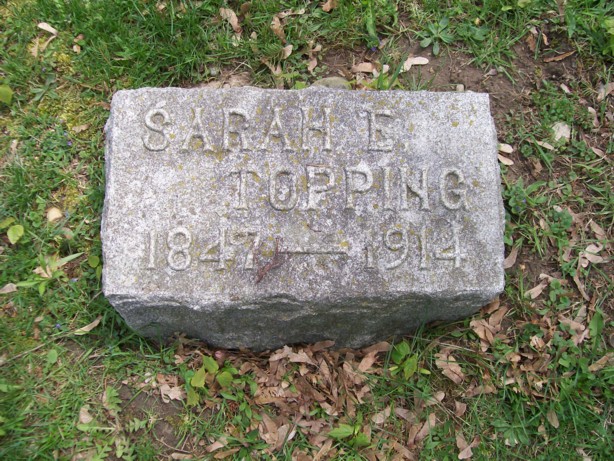 SARAH E.
TOPPING
1847 — 1914